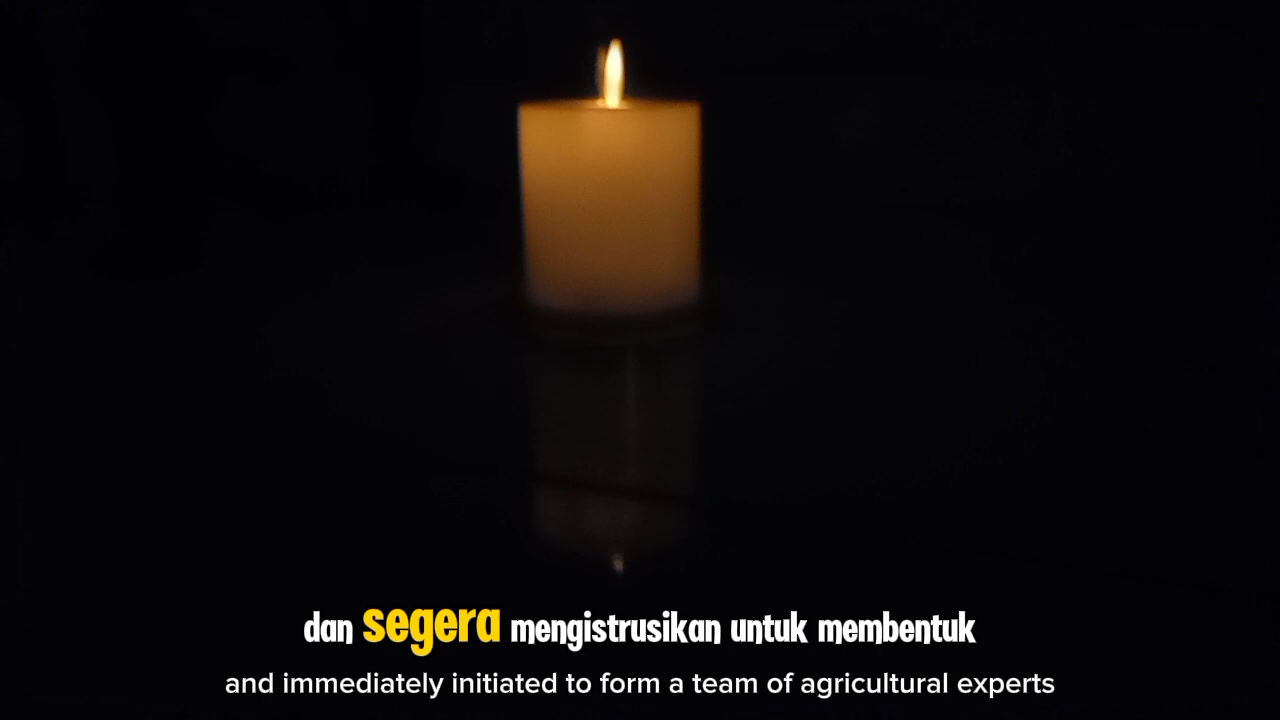 dan segera mengistrusikan untuk membentuk
and immediately initiated to form a team of agricultural experts